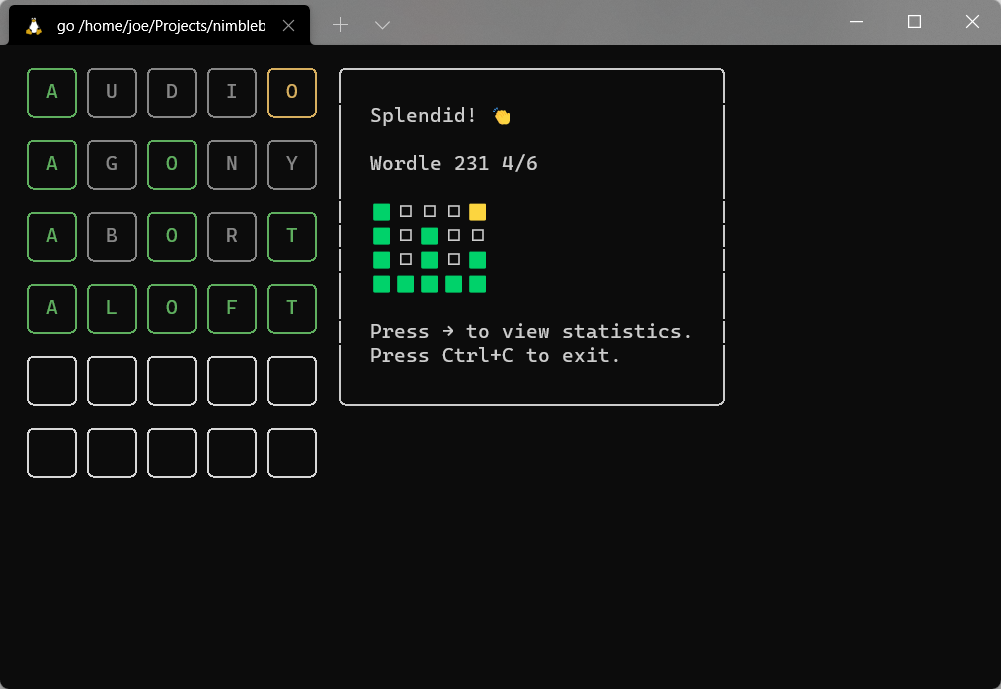 go /home/joe/Projects/nimbleb
A U D I O
A G O N Y
A B O R T
A L O F T
Splendid! 👏
Wordle 231 4/6
🟩◻◻◻🟨
🟩◻🟩◻◻
🟩◻🟩◻🟩
🟩🟩🟩🟩🟩
Press → to view statistics.
Press Ctrl+C to exit.